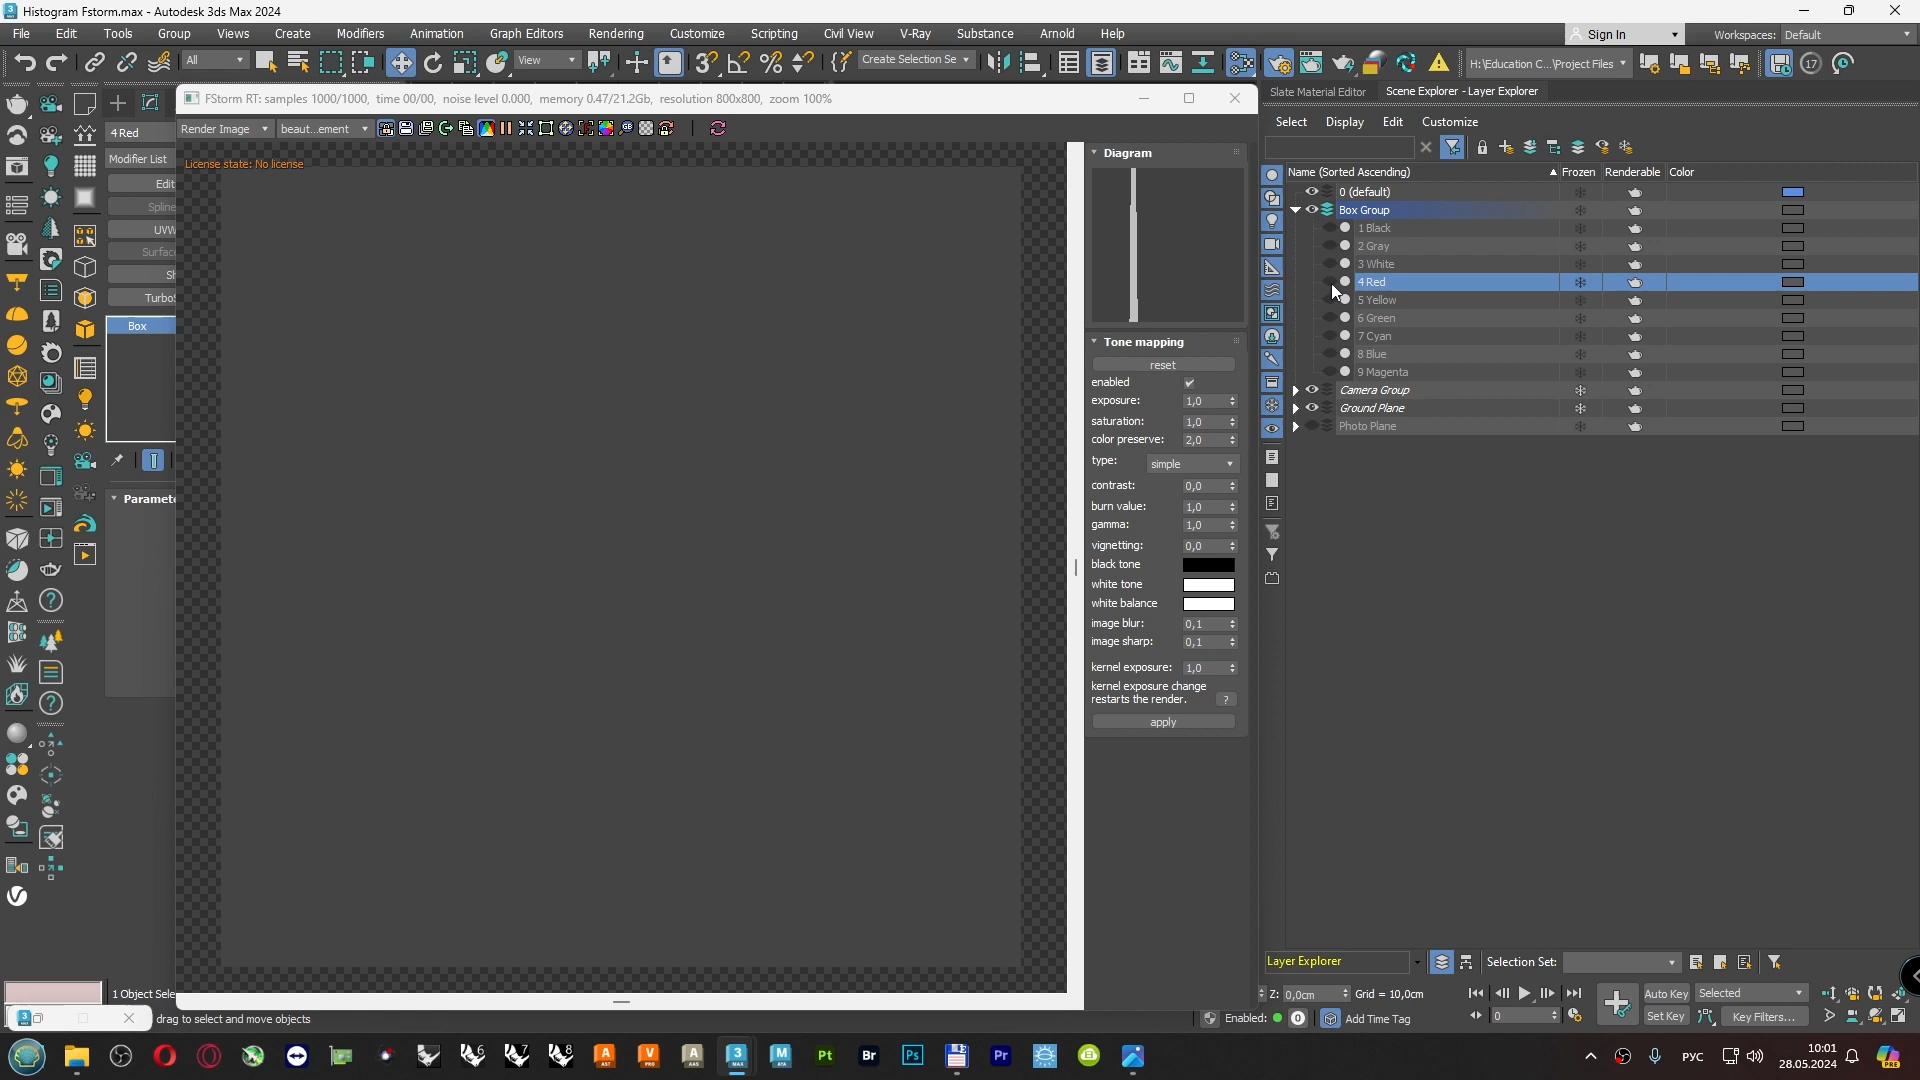 Histogram Fstorm.max - Autodesk 3ds Max 2024
File Edit Tools Group Views Create Modifiers Animation Graph Editors Rendering Customize Scripting Civil View V-Ray Substance Arnold Help
Sign In Workspaces: Default
All View Create Selection Se H:\Education C...\Project Files 17
FStorm RT: samples 1000/1000, time 00/00, noise level 0.000, memory 0.47/21.2Gb, resolution 800x800, zoom 100%
Slate Material Editor Scene Explorer - Layer Explorer
Select Display Edit Customize
4 Red
Render Image beaut...ement
Modifier List
License state: No license
Edit
Spline
UVW
Surfac
Sh
Turbo
Box
Paramete
Diagram
Tone mapping
reset
enabled
exposure: 1,0
saturation: 1,0
color preserve: 2,0
type: simple
contrast: 0,0
burn value: 1,0
gamma: 1,0
vignetting: 0,0
black tone
white tone
white balance
image blur: 0,1
image sharp: 0,1
kernel exposure: 1,0
kernel exposure change
restarts the render. ?
apply
Name (Sorted Ascending) Frozen Renderable Color
0 (default)
Box Group
1 Black
2 Gray
3 White
4 Red
5 Yellow
6 Green
7 Cyan
8 Blue
9 Magenta
Camera Group
Ground Plane
Photo Plane
Layer Explorer Selection Set:
1 Object Sele
Z: 0,0cm Grid = 10,0cm
Auto Key Selected
drag to select and move objects
Enabled: 0 Add Time Tag
0 Set Key Key Filters...
РУС
10:01
28.05.2024